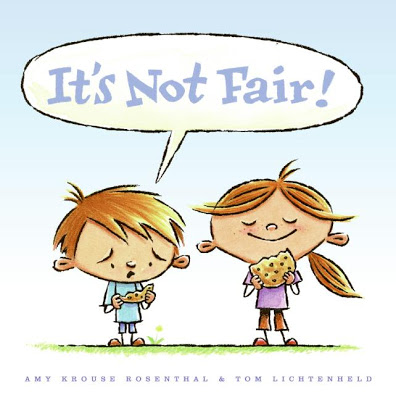 It's Not Fair!
AMY KROUSE ROSENTHAL & TOM LICHTENHELD